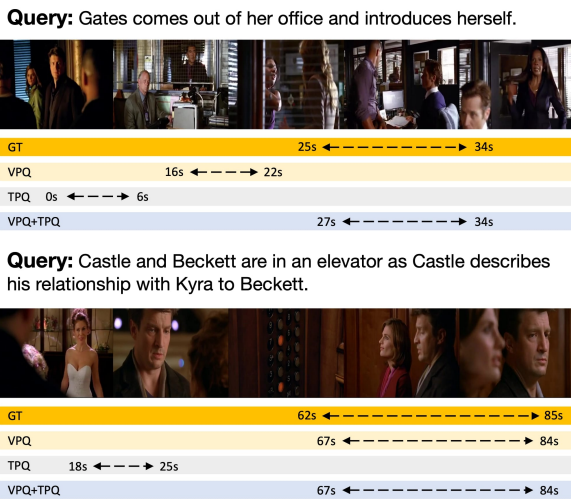 Query: Gates comes out of her office and introduces herself.
GT 25s 34s
VPQ 16s 22s
TPQ 0s 6s
VPQ+TPQ 27s 34s
Query: Castle and Beckett are in an elevator as Castle describes
his relationship with Kyra to Beckett.
GT 62s 85s
VPQ 67s 84s
TPQ 18s 25s
VPQ+TPQ 67s 84s